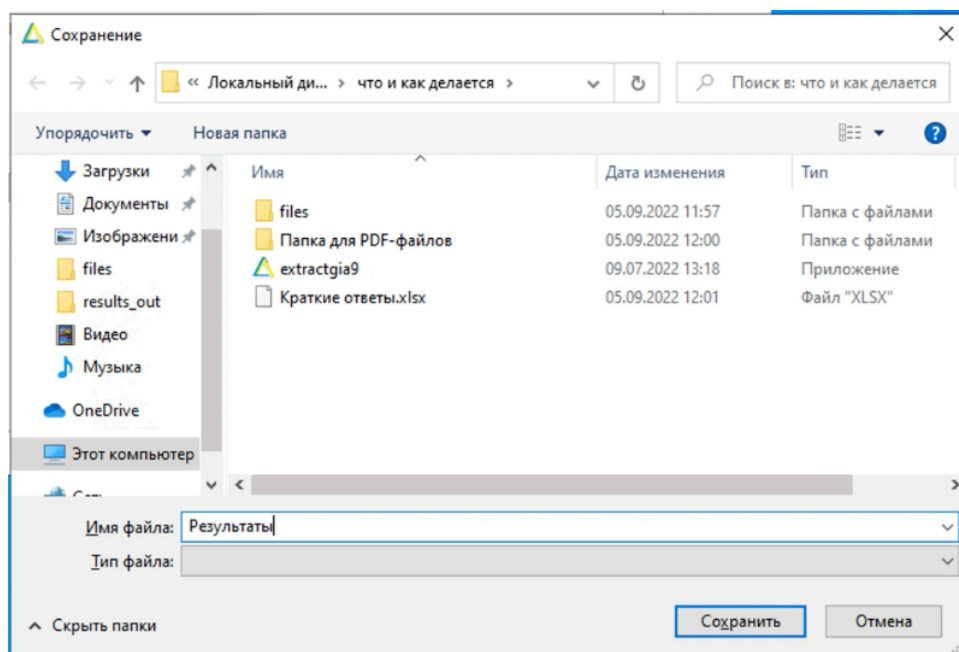 Сохранение
« Локальный ди... › что и как делается ›
Поиск в: что и как делается
Упорядочить
Новая папка
Загрузки
Документы
Изображени
files
results_out
Видео
Музыка
OneDrive
Этот компьютер
Имя Дата изменения Тип
files 05.09.2022 11:57 Папка с файлами
Папка для PDF-файлов 05.09.2022 12:00 Папка с файлами
extractgia9 09.07.2022 13:18 Приложение
Краткие ответы.xlsx 05.09.2022 12:01 Файл "XLSX"
Имя файла: Результаты
Тип файла:
Скрыть папки
Сохранить
Отмена